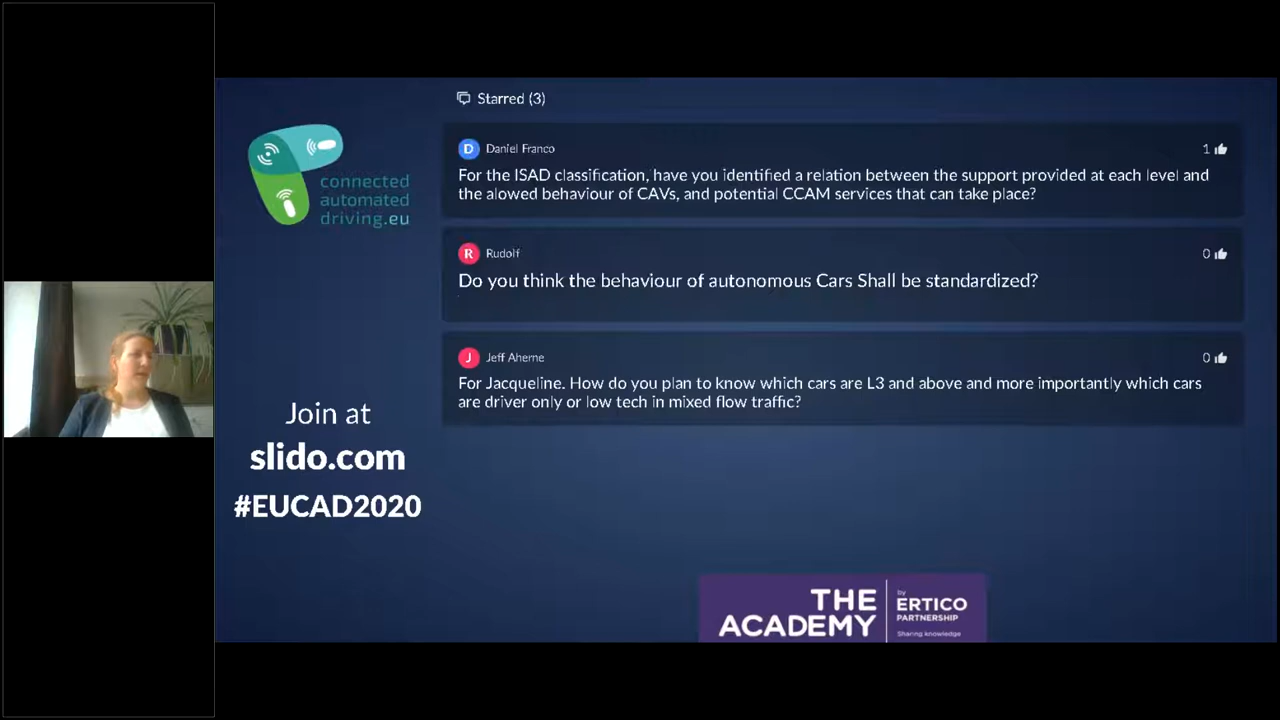 Starred (3)
D Daniel Franco
1
For the ISAD classification, have you identified a relation between the support provided at each level and
the alowed behaviour of CAVs, and potential CCAM services that can take place?
R Rudolf
0
Do you think the behaviour of autonomous Cars Shall be standardized?
J Jeff Aherne
0
For Jacqueline. How do you plan to know which cars are L3 and above and more importantly which cars
are driver only or low tech in mixed flow traffic?
connected
automated
driving.eu
Join at
slido.com
#EUCAD2020
THE
ACADEMY
by
ERTICO
PARTNERSHIP
Sharing knowledge